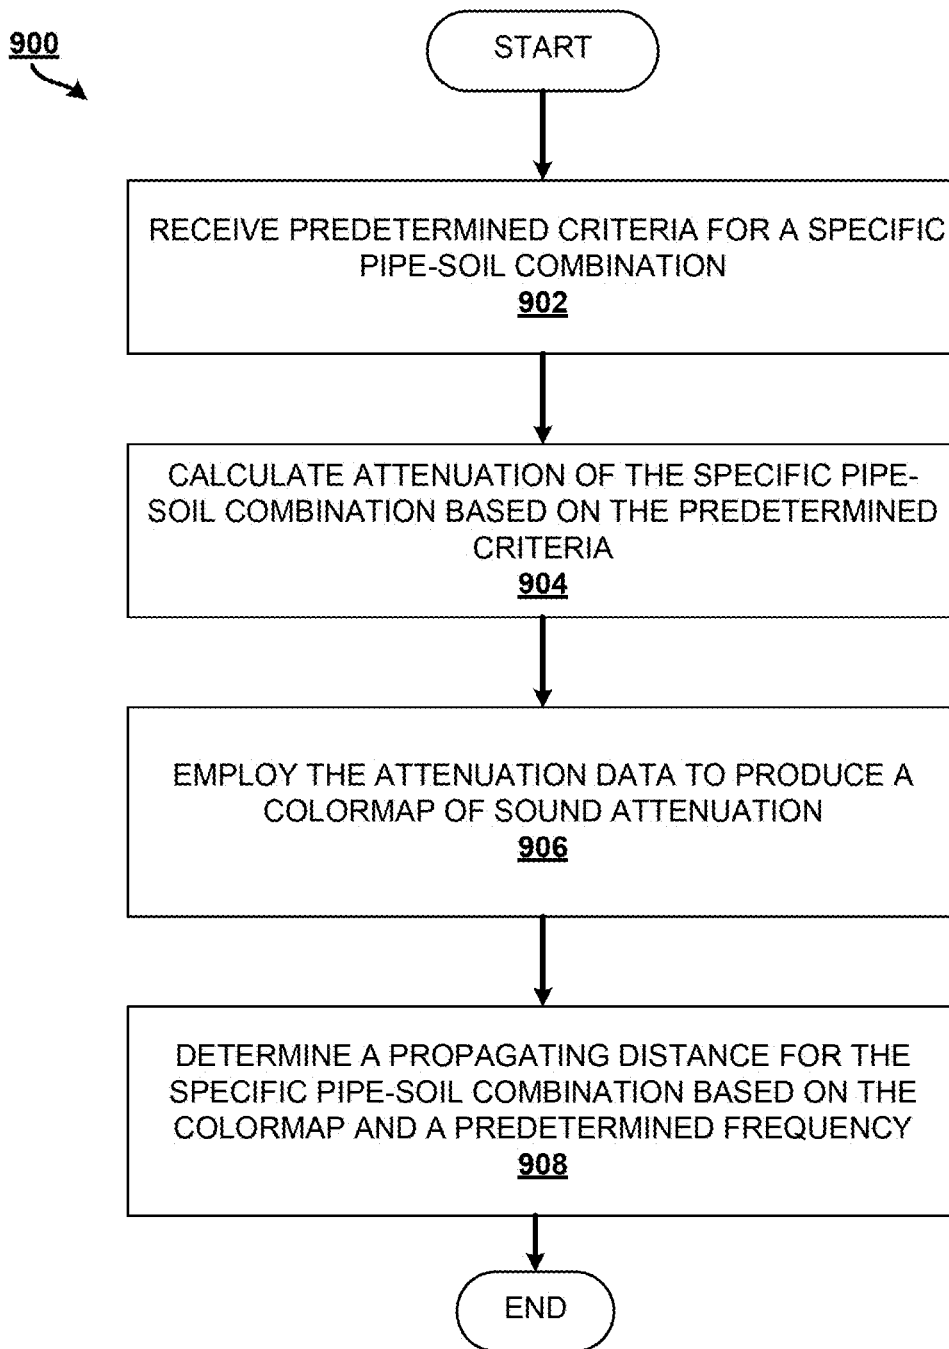 900
START
RECEIVE PREDETERMINED CRITERIA FOR A SPECIFIC
PIPE-SOIL COMBINATION
902
CALCULATE ATTENUATION OF THE SPECIFIC PIPE-
SOIL COMBINATION BASED ON THE PREDETERMINED
CRITERIA
904
EMPLOY THE ATTENUATION DATA TO PRODUCE A
COLORMAP OF SOUND ATTENUATION
906
DETERMINE A PROPAGATING DISTANCE FOR THE
SPECIFIC PIPE-SOIL COMBINATION BASED ON THE
COLORMAP AND A PREDETERMINED FREQUENCY
908
END